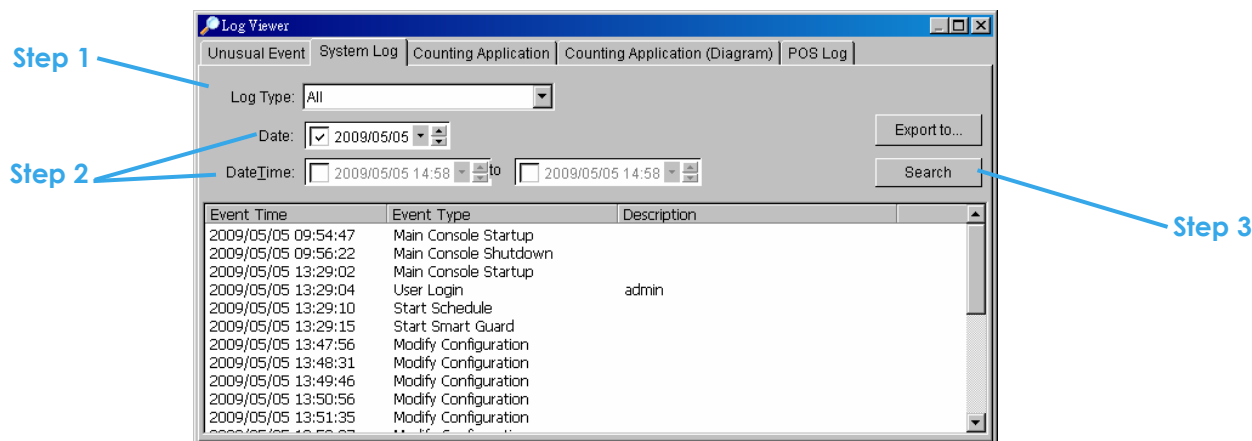 Log Viewer
Unusual Event System Log Counting Application Counting Application (Diagram) POS Log
Step 1
Log Type: All
Date: 2009/05/05 Export to...
Step 2 DateTime: 2009/05/05 14:58 to 2009/05/05 14:58 Search
Event Time Event Type Description
Step 3
2009/05/05 09:54:47 Main Console Startup
2009/05/05 09:56:22 Main Console Shutdown
2009/05/05 13:29:02 Main Console Startup
2009/05/05 13:29:04 User Login admin
2009/05/05 13:29:10 Start Schedule
2009/05/05 13:29:15 Start Smart Guard
2009/05/05 13:47:56 Modify Configuration
2009/05/05 13:48:31 Modify Configuration
2009/05/05 13:49:46 Modify Configuration
2009/05/05 13:50:56 Modify Configuration
2009/05/05 13:51:35 Modify Configuration